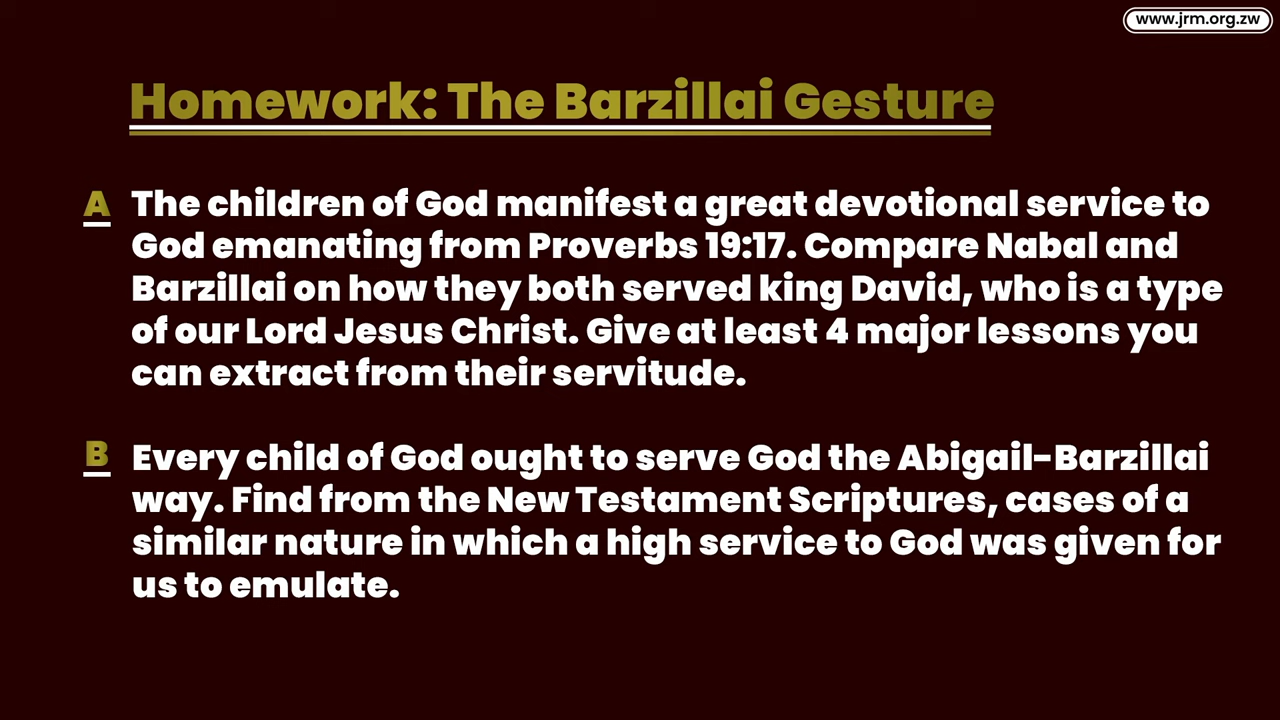 www.jrm.org.zw
Homework: The Barzillai Gesture
A The children of God manifest a great devotional service to
God emanating from Proverbs 19:17. Compare Nabal and
Barzillai on how they both served king David, who is a type
of our Lord Jesus Christ. Give at least 4 major lessons you
can extract from their servitude.
B Every child of God ought to serve God the Abigail-Barzillai
way. Find from the New Testament Scriptures, cases of a
similar nature in which a high service to God was given for
us to emulate.